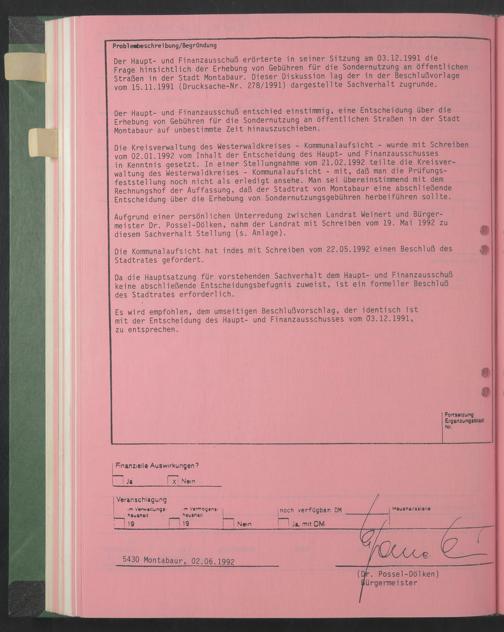 Problembeschreibung/Begründung
Der Haupt- und Finanzausschuß erörterte in seiner Sitzung am 03.12.1991 die
Frage hinsichtlich der Erhebung von Gebühren für die Sondernutzung an öffentlichen
Straßen in der Stadt Montabaur. Dieser Diskussion lag der in der Beschlußvorlage
vom 15.11.1991 (Drucksache-Nr. 278/1991) dargestellte Sachverhalt zugrunde.
Der Haupt- und Finanzausschuß entschied einstimmig, eine Entscheidung über die
Erhebung von Gebühren für die Sondernutzung an öffentlichen Straßen in der Stadt
Montabaur auf unbestimmte Zeit hinauszuschieben.
Die Kreisverwaltung des Westerwaldkreises - Kommunalaufsicht - wurde mit Schreiben
vom 02.01.1992 vom Inhalt der Entscheidung des Haupt- und Finanzausschusses
in Kenntnis gesetzt. In einer Stellungnahme vom 21.02.1992 teilte die Kreisver-
waltung des Westerwaldkreises - Kommunalaufsicht - mit, daß man die Prüfungs-
feststellung noch nicht als erledigt ansehe. Man sei übereinstimmend mit dem
Rechnungshof der Auffassung, daß der Stadtrat von Montabaur eine abschließende
Entscheidung über die Erhebung von Sondernutzungsgebühren herbeiführen sollte.
Aufgrund einer persönlichen Unterredung zwischen Landrat Weinert und Bürger-
meister Dr. Possel-Dölken, nahm der Landrat mit Schreiben vom 19. Mai 1992 zu
diesem Sachverhalt Stellung (s. Anlage).
Die Kommunalaufsicht hat indes mit Schreiben vom 22.05.1992 einen Beschluß des
Stadtrates gefordert.
Da die Hauptsatzung für vorstehenden Sachverhalt dem Haupt- und Finanzausschuß
keine abschließende Entscheidungsbefugnis zuweist, ist ein formeller Beschluß
des Stadtrates erforderlich.
Es wird empfohlen, dem umseitigen Beschlußvorschlag, der identisch ist
mit der Entscheidung des Haupt- und Finanzausschusses vom 03.12.1991,
zu entsprechen.
Fortsetzung
Ergänzungsblatt
Nr.
Finanzielle Auswirkungen?
Ja x Nein
Veranschlagung
im Verwaltungs- im Vermögens- noch verfügbar DM Haushaltsstelle
haushalt haushalt
19 19 Nein Ja, mit DM
5430 Montabaur, 02.06.1992
(Dr. Possel-Dölken)
Bürgermeister